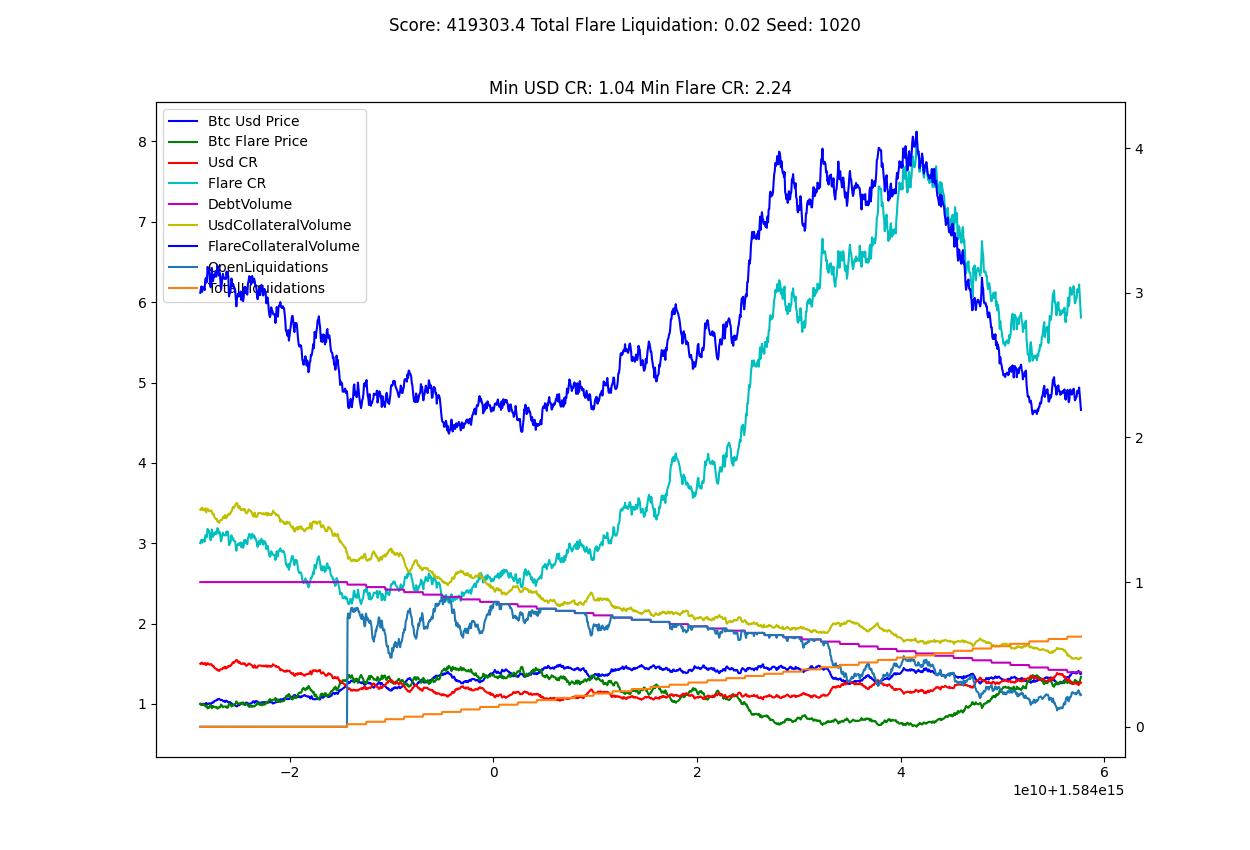 Score: 419303.4 Total Flare Liquidation: 0.02 Seed: 1020
Min USD CR: 1.04 Min Flare CR: 2.24
Btc Usd Price
Btc Flare Price
Usd CR
Flare CR
DebtVolume
UsdCollateralVolume
FlareCollateralVolume
OpenLiquidations
TotalLiquidations
8
7
6
5
4
3
2
1
4
3
2
1
0
−2
0
2
4
6
1e10+1.584e15